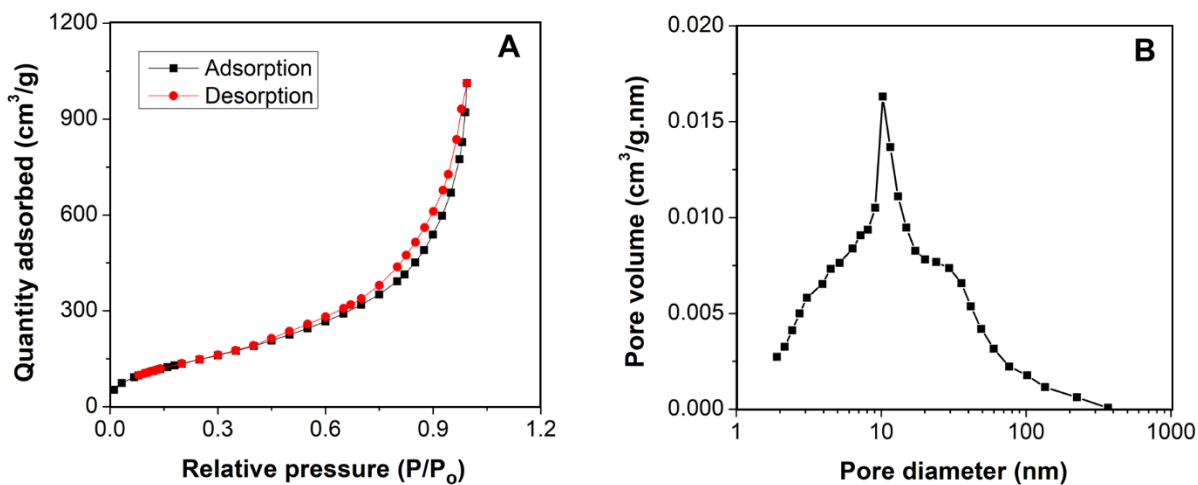 A
Adsorption
Desorption
Quantity adsorbed (cm³/g)
1200
900
600
300
0
0.0 0.3 0.6 0.9 1.2
Relative pressure (P/Pₒ)
B
Pore volume (cm³/g.nm)
0.020
0.015
0.010
0.005
0.000
1 10 100 1000
Pore diameter (nm)